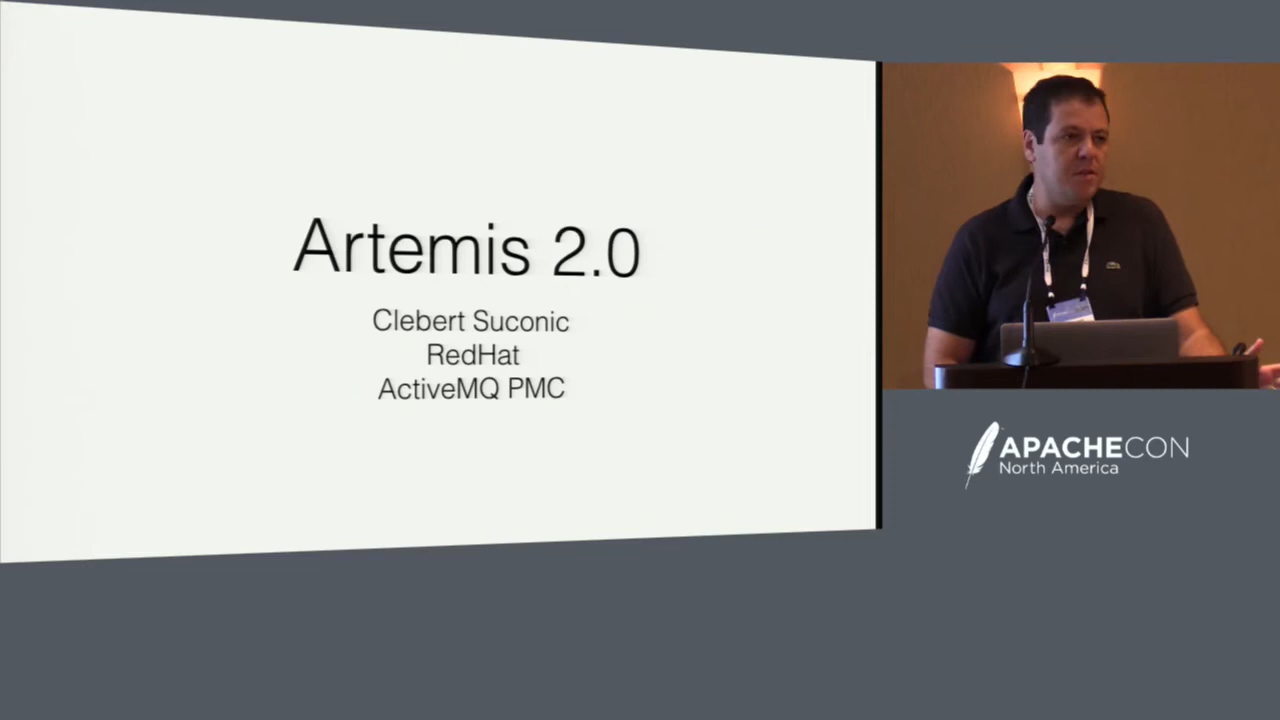 Artemis 2.0
Clebert Suconic
RedHat
ActiveMQ PMC
APACHECON
North America